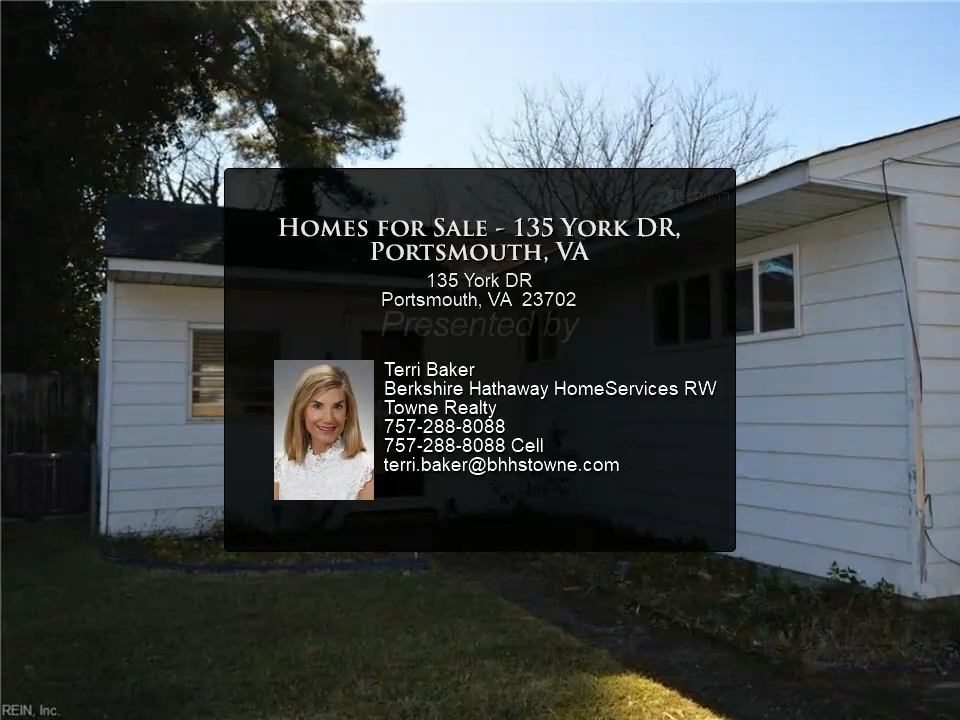 Homes for Sale - 135 York DR,
Portsmouth, VA
135 York DR
Portsmouth, VA 23702
Presented by
Terri Baker
Berkshire Hathaway HomeServices RW
Towne Realty
757-288-8088
757-288-8088 Cell
terri.baker@bhhstowne.com
REIN, Inc.